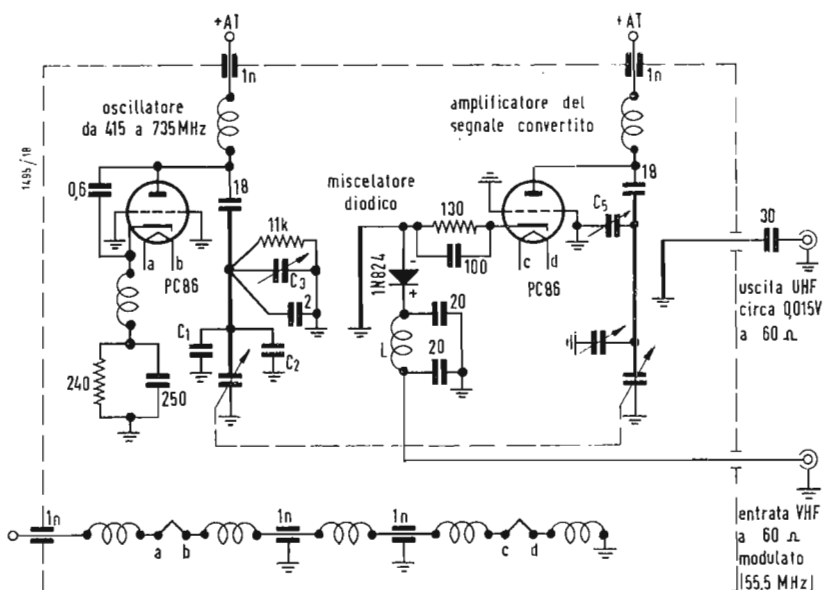 +AT
+AT
1n
1n
oscillatore
da 415 a 735MHz
amplificatore del
segnale convertito
1495/18
0,6
18
18
miscelatore
diodico
11k
130
C5
30
100
C3
1N824
-
+
a
b
PC86
c
d
PC86
2
20
uscita UHF
circa 0,015V
a 60 Ω
C1
C2
L
20
240
250
1n
1n
1n
a
b
c
d
entrata VHF
a 60 Ω
modulato
(55,5 MHz)